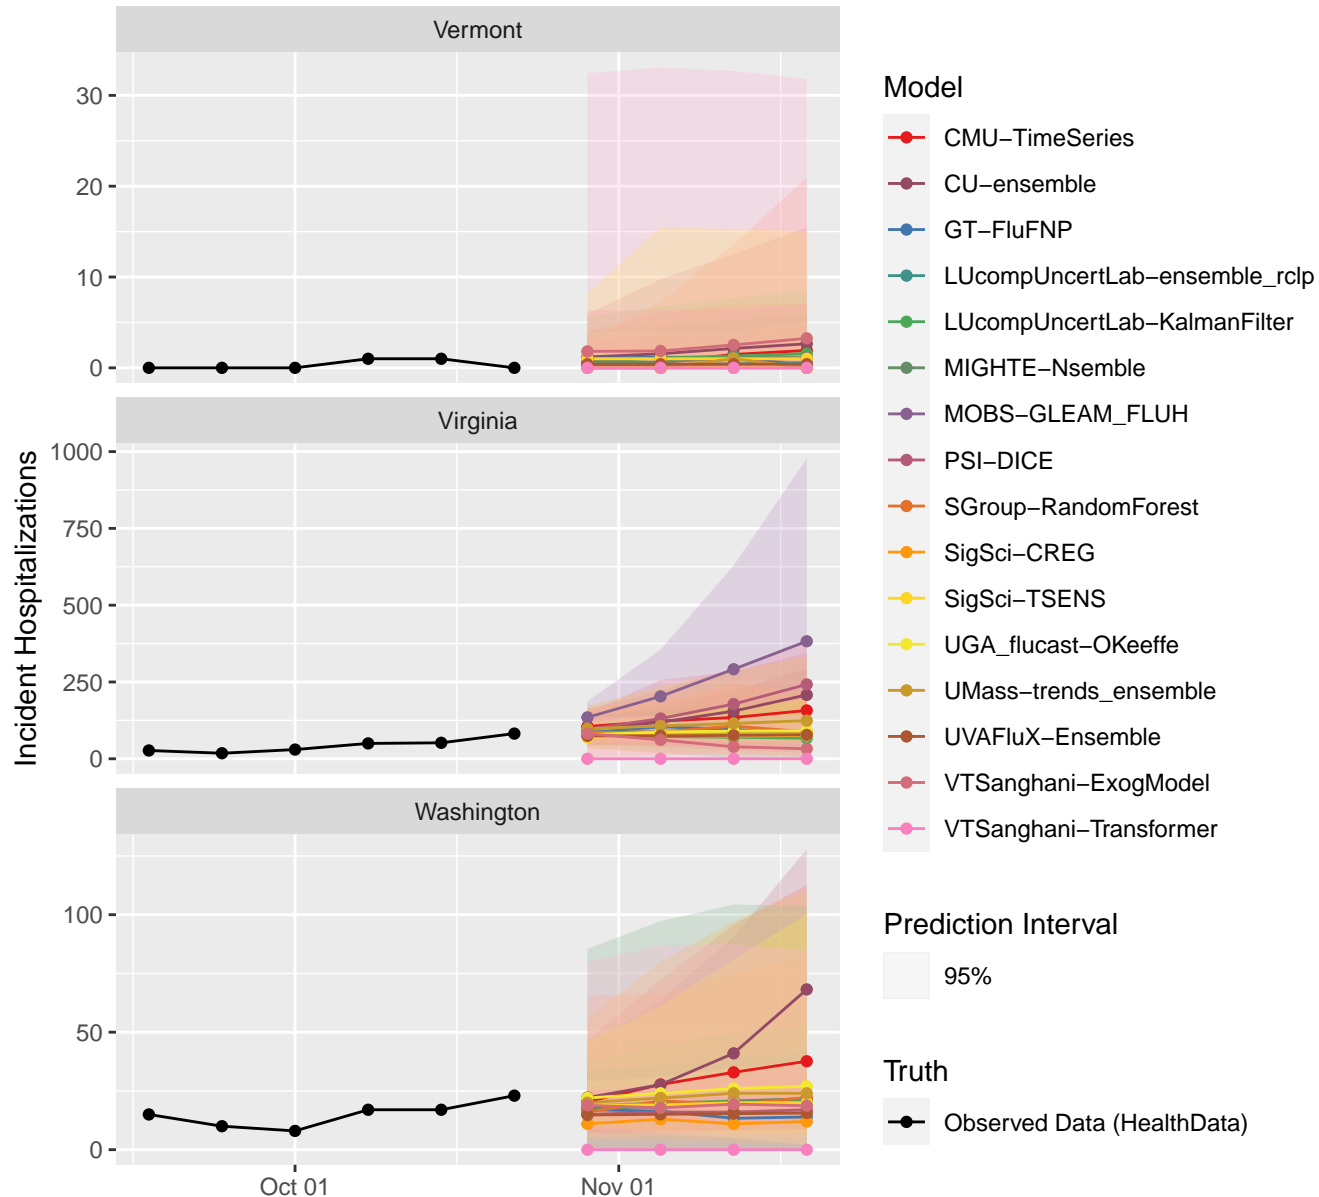 Vermont
30
20
10
0
Virginia
1000
750
500
250
0
Washington
100
50
0
Oct 01
Nov 01
Incident Hospitalizations
Model
CMU−TimeSeries
CU−ensemble
GT−FluFNP
LUcompUncertLab−ensemble_rclp
LUcompUncertLab−KalmanFilter
MIGHTE−Nsemble
MOBS−GLEAM_FLUH
PSI−DICE
SGroup−RandomForest
SigSci−CREG
SigSci−TSENS
UGA_flucast−OKeeffe
UMass−trends_ensemble
UVAFluX−Ensemble
VTSanghani−ExogModel
VTSanghani−Transformer
Prediction Interval
95%
Truth
Observed Data (HealthData)